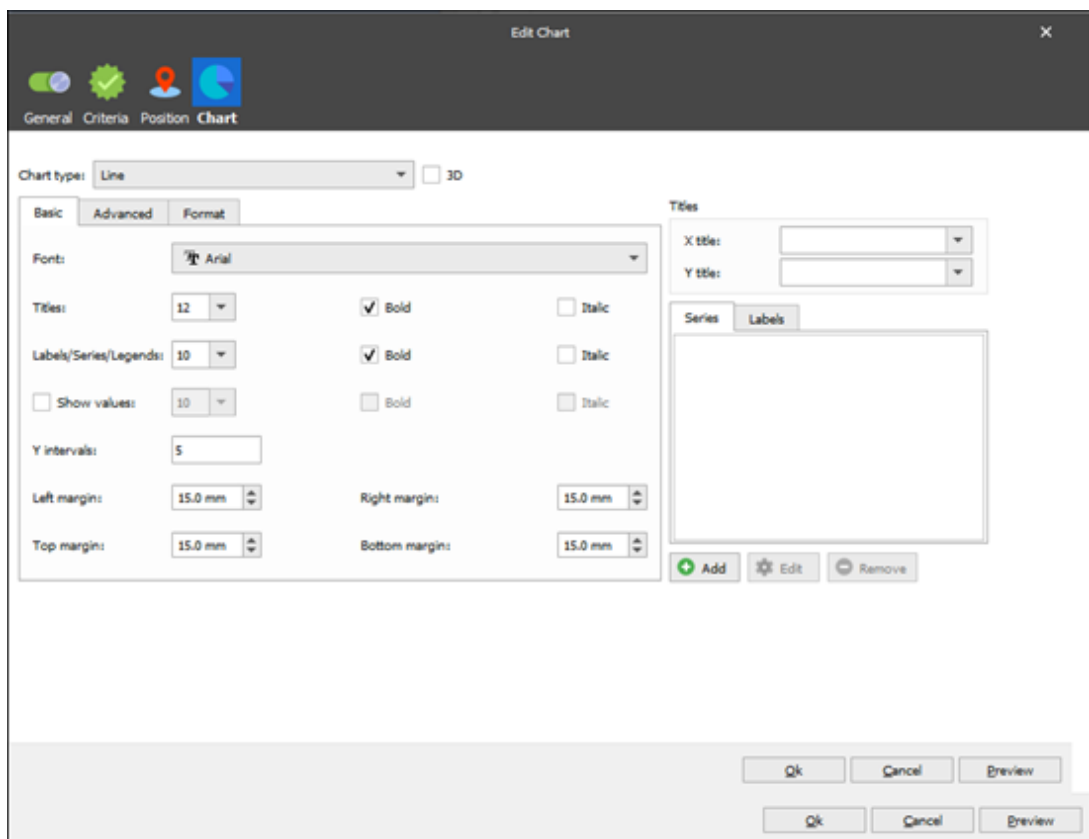 Edit Chart
General Criteria Position Chart
Chart type: Line 3D
Basic Advanced Format
Font: Arial
Titles: 12 Bold Italic
Labels/Series/Legends: 10 Bold Italic
Show values: 10 Bold Italic
Y intervals: 5
Left margin: 15.0 mm Right margin: 15.0 mm
Top margin: 15.0 mm Bottom margin: 15.0 mm
Titles
X title:
Y title:
Series Labels
Add Edit Remove
Ok Cancel Preview
Ok Cancel Preview